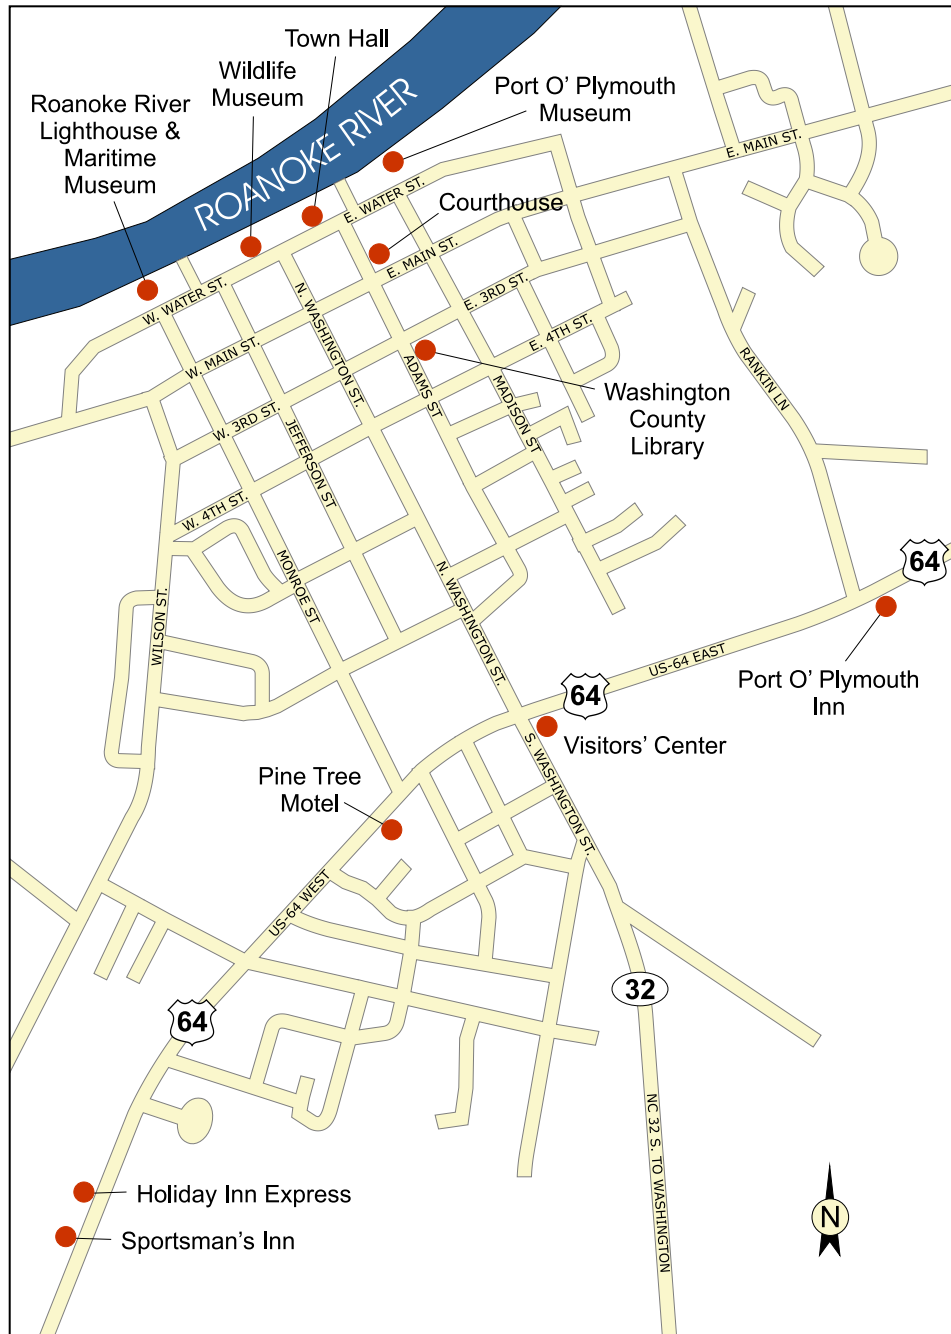 Town Hall
Wildlife
Museum
Port O’ Plymouth
Museum
Roanoke River
Lighthouse &
Maritime
Museum
ROANOKE RIVER
E. MAIN ST.
E. WATER ST.
Courthouse
E. MAIN ST.
W. WATER ST.
N. WASHINGTON ST.
E. 3RD ST.
E. 4TH ST.
W. MAIN ST.
ADAMS ST
MADISON ST
RANKIN LN
Washington
County
Library
W. 3RD ST.
JEFFERSON ST
W. 4TH ST.
MONROE ST
N. WASHINGTON ST.
64
WILSON ST.
US-64 EAST
64
Port O’ Plymouth
Inn
Visitors’ Center
S. WASHINGTON ST.
Pine Tree
Motel
US-64 WEST
32
64
NC 32 S. TO WASHINGTON
Holiday Inn Express
Sportsman’s Inn
N